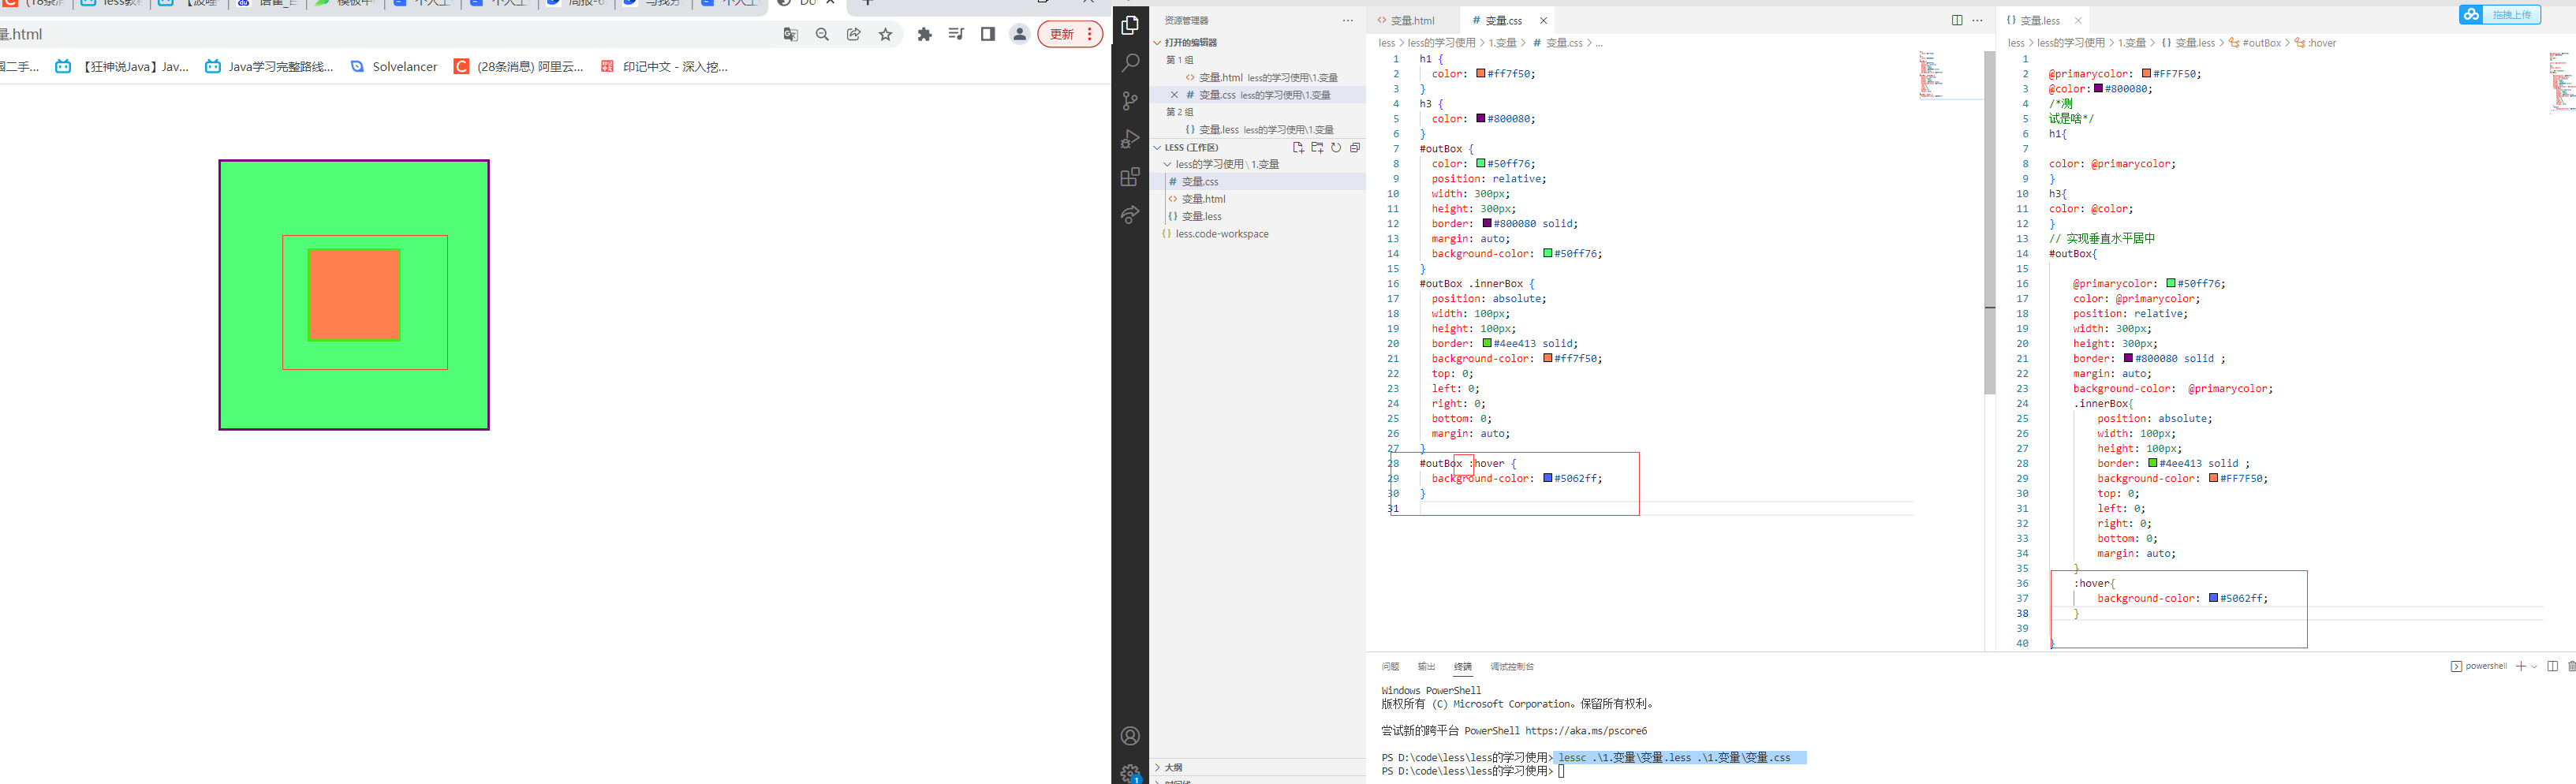 量.html
更新
园二手...
【狂神说Java】Jav...
Java学习完整路线...
Solvelancer
(28条消息) 阿里云...
印记中文 - 深入挖...
资源管理器
打开的编辑器
第 1 组
变量.html less的学习使用\1.变量
变量.css less的学习使用\1.变量
第 2 组
变量.less less的学习使用\1.变量
LESS (工作区)
less的学习使用 \ 1.变量
变量.css
变量.html
变量.less
less.code-workspace
大纲
变量.html
变量.css
less > less的学习使用 > 1.变量 > # 变量.css > ...
1 h1 {
2 color: #ff7f50;
3 }
4 h3 {
5 color: #800080;
6 }
7 #outBox {
8 color: #50ff76;
9 position: relative;
10 width: 300px;
11 height: 300px;
12 border: #800080 solid;
13 margin: auto;
14 background-color: #50ff76;
15 }
16 #outBox .innerBox {
17 position: absolute;
18 width: 100px;
19 height: 100px;
20 border: #4ee413 solid;
21 background-color: #ff7f50;
22 top: 0;
23 left: 0;
24 right: 0;
25 bottom: 0;
26 margin: auto;
27 }
28 #outBox :hover {
29 background-color: #5062ff;
30 }
31
变量.less
拖拽上传
less > less的学习使用 > 1.变量 > {} 变量.less > #outBox > :hover
1
2 @primarycolor: #FF7F50;
3 @color:#800080;
4 /*测
5 试是啥*/
6 h1{
7
8 color: @primarycolor;
9 }
10 h3{
11 color: @color;
12 }
13 // 实现垂直水平居中
14 #outBox{
15
16 @primarycolor: #50ff76;
17 color: @primarycolor;
18 position: relative;
19 width: 300px;
20 height: 300px;
21 border: #800080 solid ;
22 margin: auto;
23 background-color:  @primarycolor;
24 .innerBox{
25 position: absolute;
26 width: 100px;
27 height: 100px;
28 border: #4ee413 solid ;
29 background-color: #FF7F50;
30 top: 0;
31 left: 0;
32 right: 0;
33 bottom: 0;
34 margin: auto;
35 }
36 :hover{
37 background-color: #5062ff;
38 }
39
40 }
问题 输出 终端 调试控制台
powershell
Windows PowerShell
版权所有 (C) Microsoft Corporation。保留所有权利。
尝试新的跨平台 PowerShell https://aka.ms/pscore6
PS D:\code\less\less的学习使用> lessc .\1.变量\变量.less .\1.变量\变量.css
PS D:\code\less\less的学习使用>